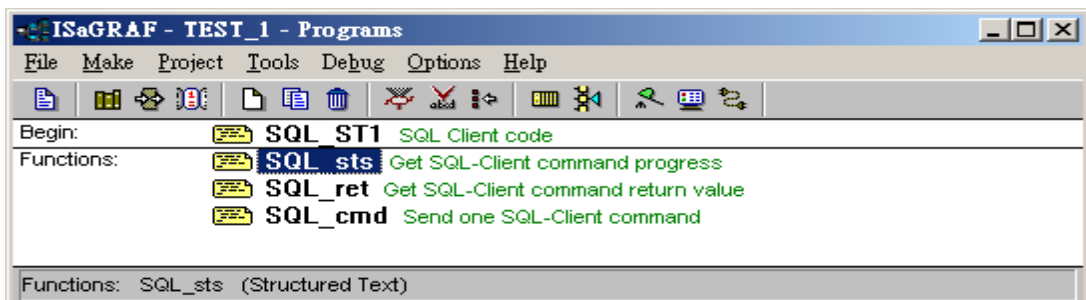 ISaGRAF - TEST_1 - Programs
File Make Project Tools Debug Options Help
Begin: SQL_ST1 SQL Client code
Functions: SQL_sts Get SQL-Client command progress
SQL_ret Get SQL-Client command return value
SQL_cmd Send one SQL-Client command
Functions: SQL_sts (Structured Text)